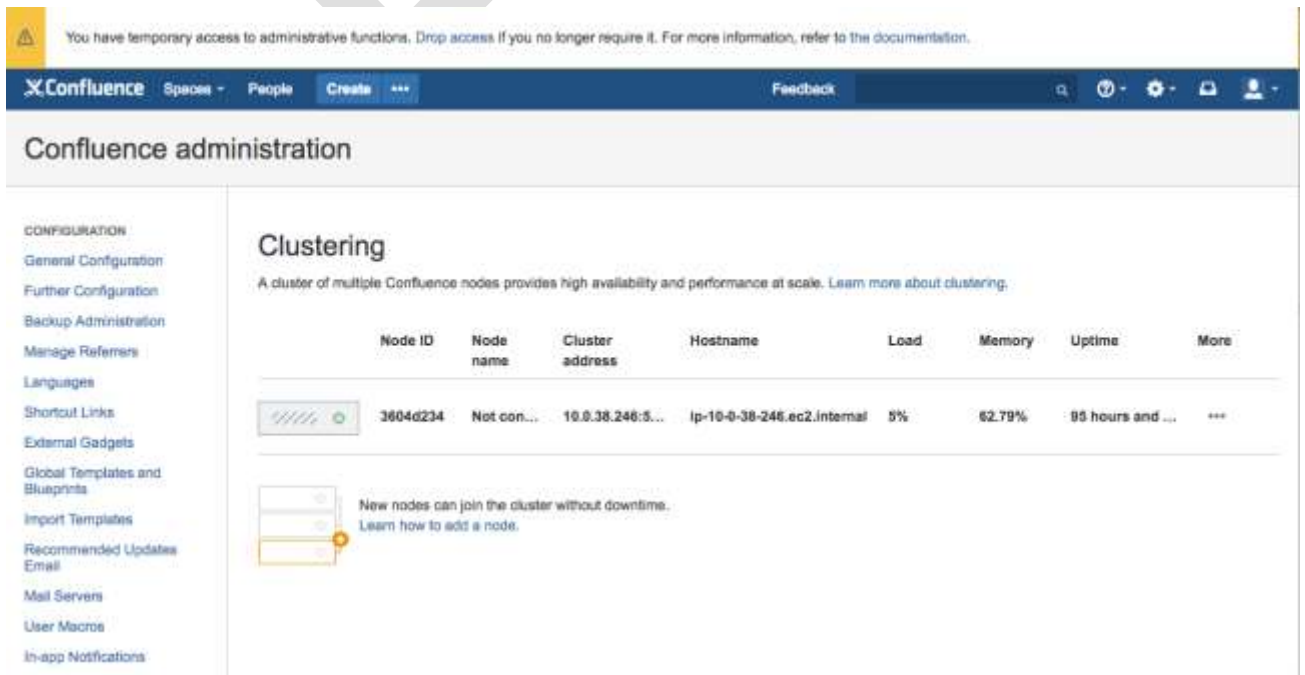 You have temporary access to administrative functions. Drop access if you no longer require it. For more information, refer to the documentation.
Confluence Spaces People Create ••• Feedback
Confluence administration
CONFIGURATION
General Configuration
Further Configuration
Backup Administration
Manage Referrers
Languages
Shortcut Links
External Gadgets
Global Templates and
Blueprints
Import Templates
Recommended Updates
Email
Mail Servers
User Macros
In-app Notifications
Clustering
A cluster of multiple Confluence nodes provides high availability and performance at scale. Learn more about clustering.
Node ID Node name Cluster address Hostname Load Memory Uptime More
3604d234 Not con... 10.0.38.246:5... ip-10-0-38-246.ec2.internal 5% 62.79% 95 hours and ... •••
New nodes can join the cluster without downtime.
Learn how to add a node.